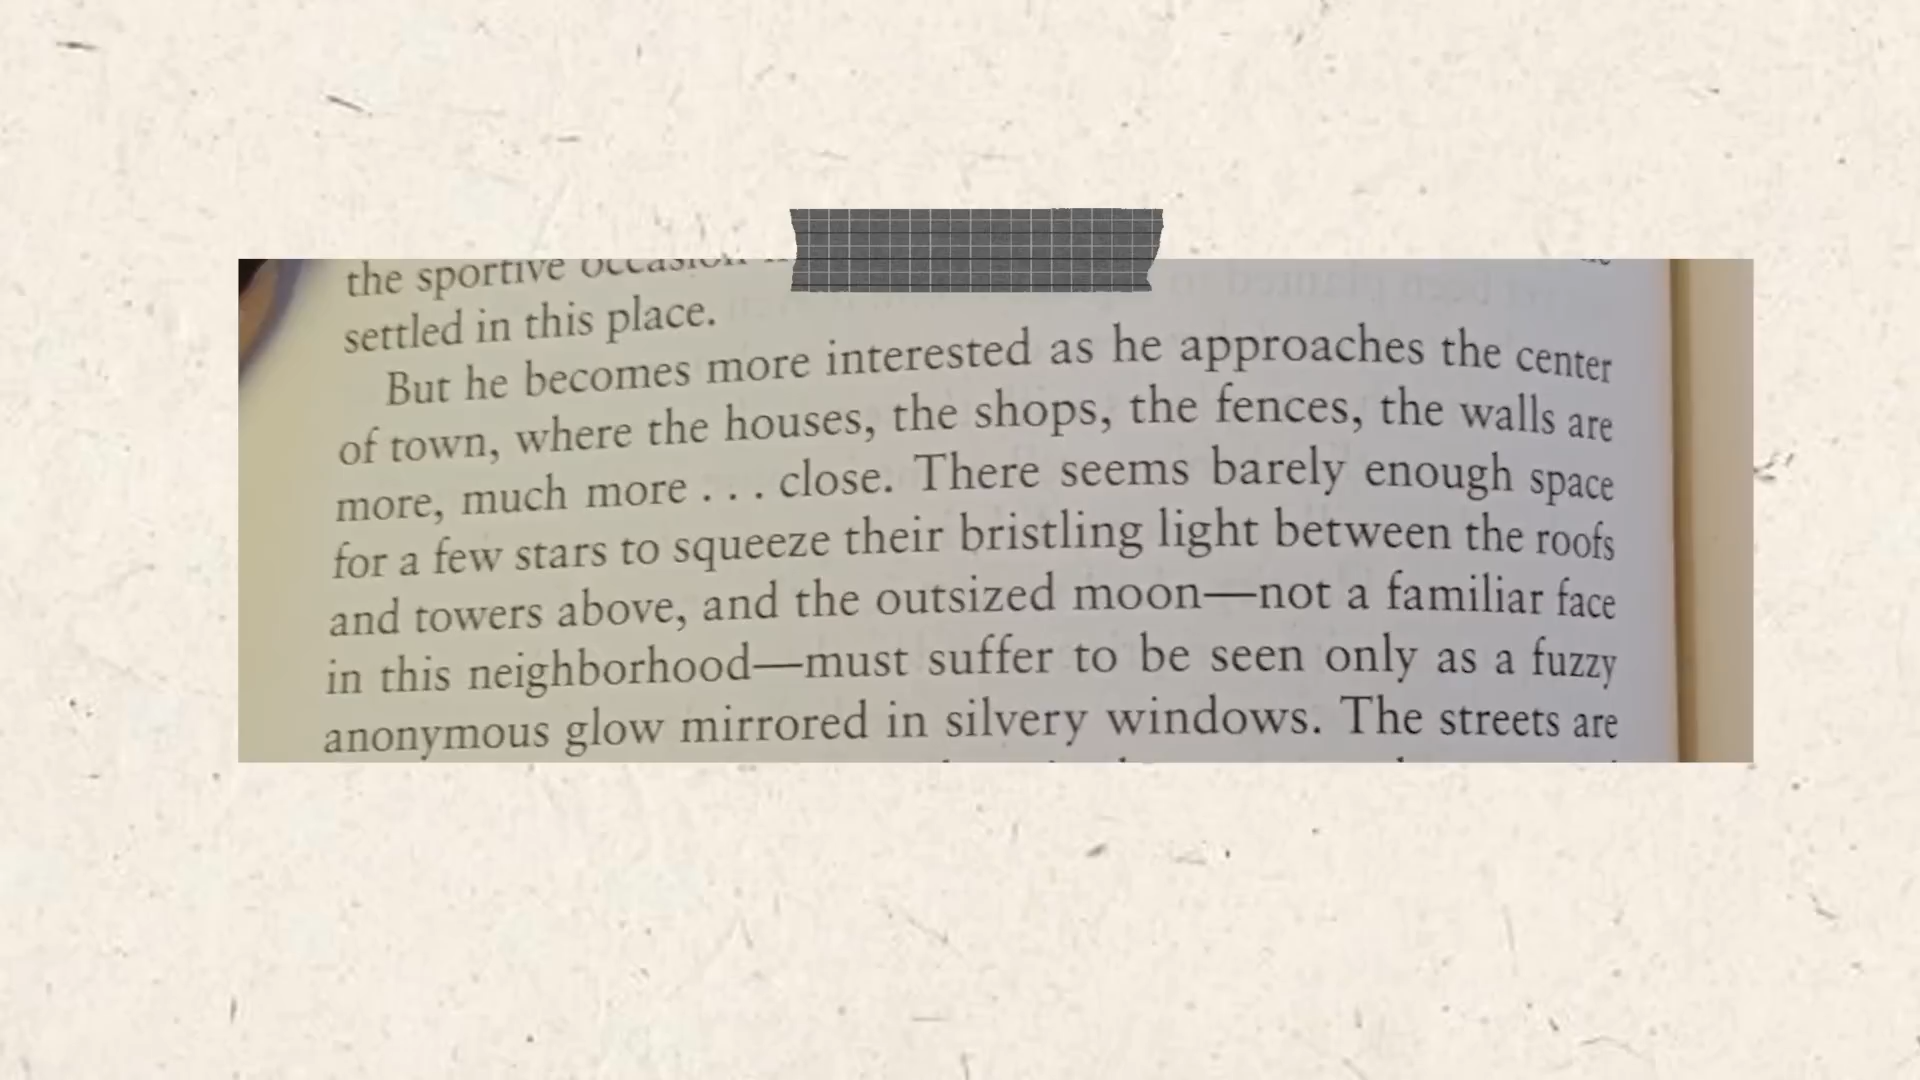 the sportive occasion
settled in this place.
But he becomes more interested as he approaches the center
of town, where the houses, the shops, the fences, the walls are
more, much more . . . close. There seems barely enough space
for a few stars to squeeze their bristling light between the roofs
and towers above, and the outsized moon—not a familiar face
in this neighborhood—must suffer to be seen only as a fuzzy
anonymous glow mirrored in silvery windows. The streets are